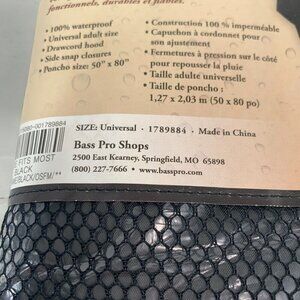 fonctionnels, durables et fiables.
• 100% waterproof
• Universal adult size
• Drawcord hood
• Side snap closures
• Poncho size: 50" x 80"
• Construction 100 % imperméable
• Capuchon à cordonnet pour
son ajustement
• Fermetures à pression sur le côté
pour repousser la pluie
• Taille adulte universelle
• Taille de poncho :
1,27 x 2,03 m (50 x 80 po)
SIZE: Universal · 1789884 · Made in China
Bass Pro Shops
2500 East Kearney, Springfield, MO 65898
(800) 227-7666 • www.basspro.com
001789884
FITS MOST
BLACK
BLACK/OSFM/**